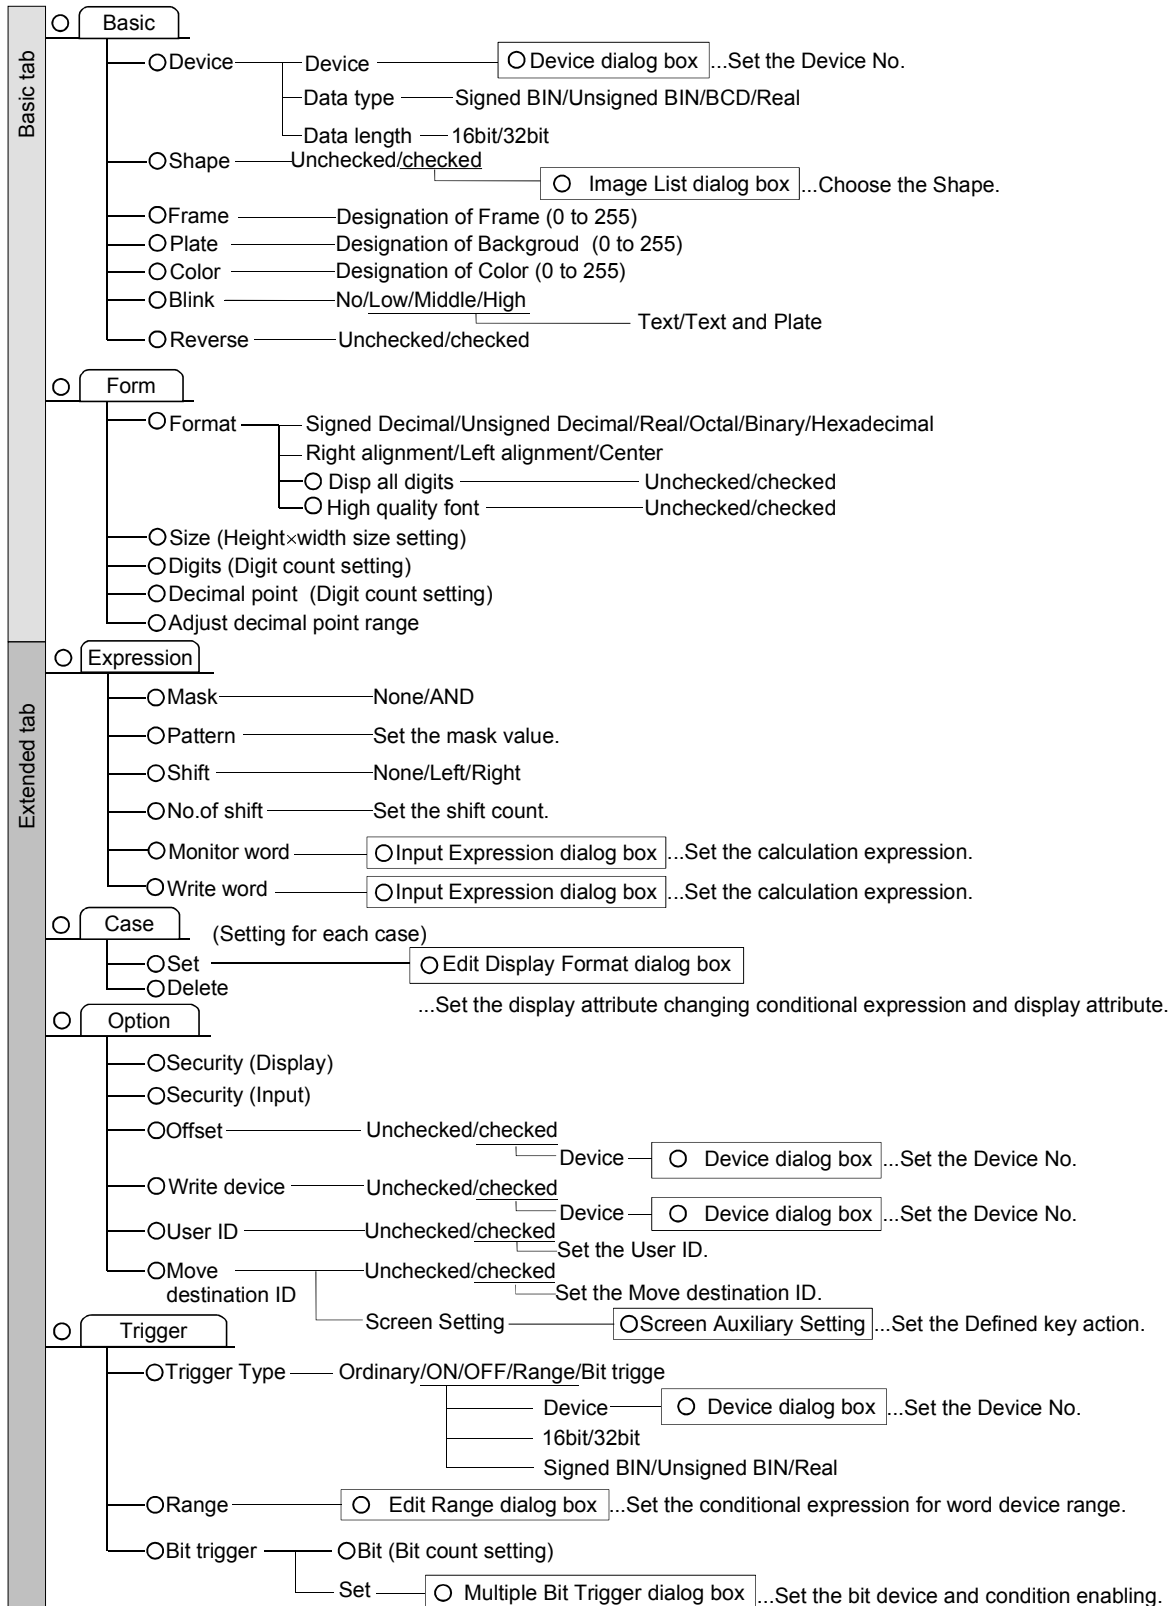 Basic tab
Basic
Device Device Device dialog box ...Set the Device No.
Data type Signed BIN/Unsigned BIN/BCD/Real
Data length 16bit/32bit
Shape Unchecked/checked
Image List dialog box ...Choose the Shape.
Frame Designation of Frame (0 to 255)
Plate Designation of Backgroud (0 to 255)
Color Designation of Color (0 to 255)
Blink No/Low/Middle/High
Text/Text and Plate
Reverse Unchecked/checked
Form
Format Signed Decimal/Unsigned Decimal/Real/Octal/Binary/Hexadecimal
Right alignment/Left alignment/Center
Disp all digits Unchecked/checked
High quality font Unchecked/checked
Size (Height×width size setting)
Digits (Digit count setting)
Decimal point (Digit count setting)
Adjust decimal point range
Extended tab
Expression
Mask None/AND
Pattern Set the mask value.
Shift None/Left/Right
No.of shift Set the shift count.
Monitor word Input Expression dialog box ...Set the calculation expression.
Write word Input Expression dialog box ...Set the calculation expression.
Case (Setting for each case)
Set Edit Display Format dialog box
Delete
...Set the display attribute changing conditional expression and display attribute.
Option
Security (Display)
Security (Input)
Offset Unchecked/checked
Device Device dialog box ...Set the Device No.
Write device Unchecked/checked
Device Device dialog box ...Set the Device No.
User ID Unchecked/checked
Set the User ID.
Move Unchecked/checked
destination ID Set the Move destination ID.
Screen Setting Screen Auxiliary Setting ...Set the Defined key action.
Trigger
Trigger Type Ordinary/ON/OFF/Range/Bit trigge
Device Device dialog box ...Set the Device No.
16bit/32bit
Signed BIN/Unsigned BIN/Real
Range Edit Range dialog box ...Set the conditional expression for word device range.
Bit trigger Bit (Bit count setting)
Set Multiple Bit Trigger dialog box ...Set the bit device and condition enabling.